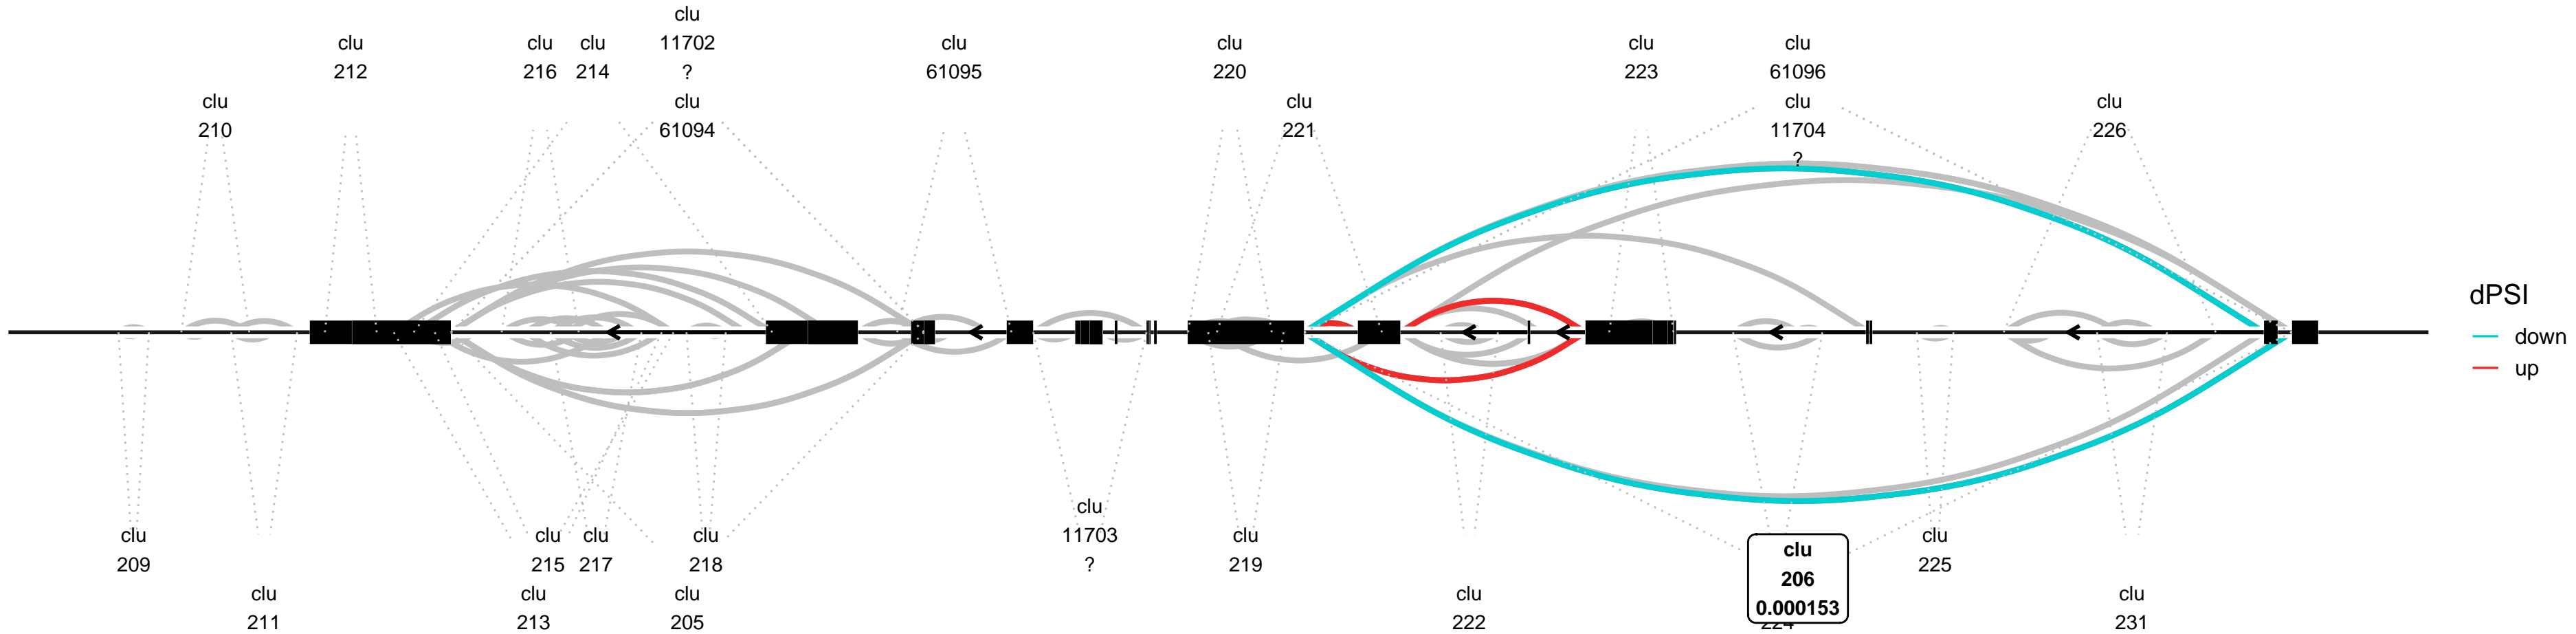 clu
11702
?
clu
212
clu
216
clu
214
clu
61095
clu
220
clu
223
clu
61096
clu
210
clu
61094
clu
221
clu
11704
?
clu
226
dPSI
down
up
clu
209
clu
215
clu
217
clu
218
clu
11703
?
clu
219
clu
206
0.000153
clu
225
clu
211
clu
213
clu
205
clu
222
224
clu
231